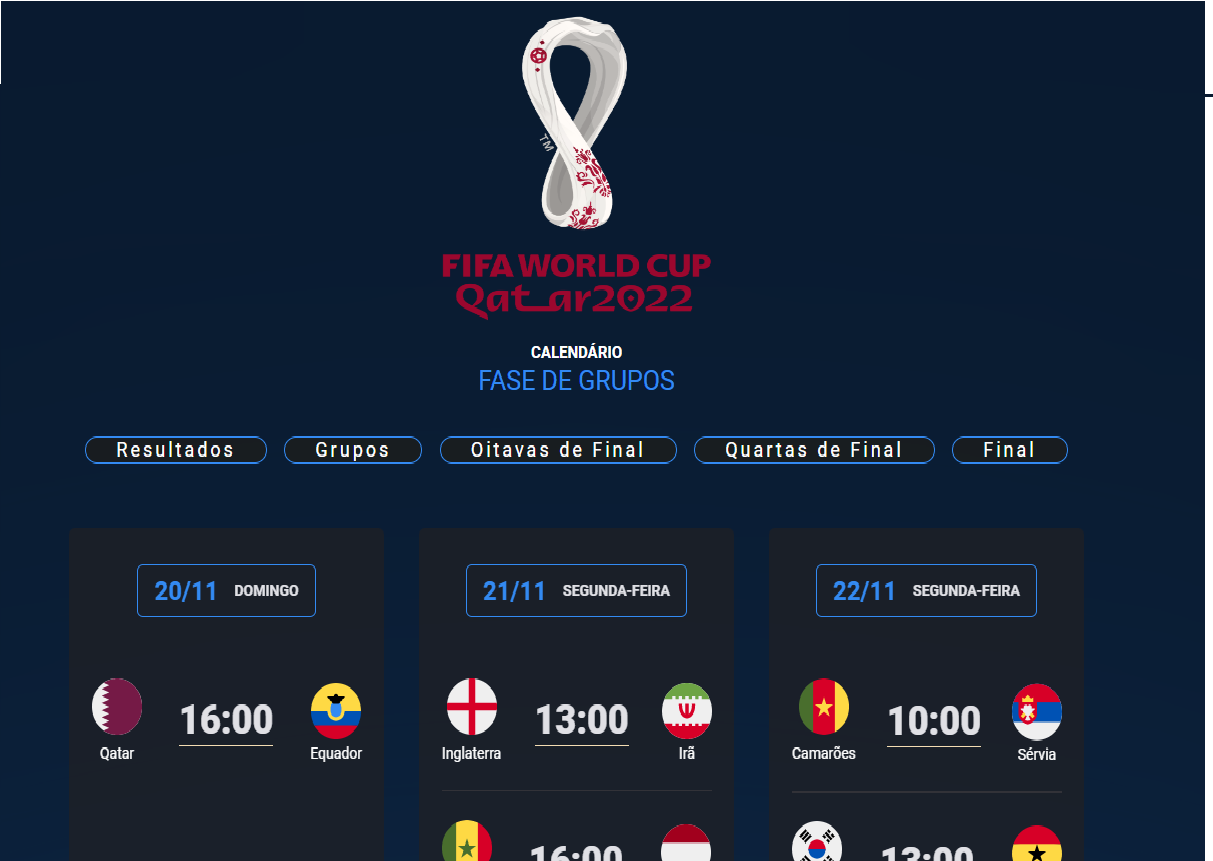 TM
FIFA WORLD CUP
Qatar2022
CALENDÁRIO
FASE DE GRUPOS
Resultados Grupos Oitavas de Final Quartas de Final Final
20/11 DOMINGO 21/11 SEGUNDA-FEIRA 22/11 SEGUNDA-FEIRA
16:00 13:00 10:00
Qatar Equador Inglaterra Irã Camarões Sérvia
16:00 13:00